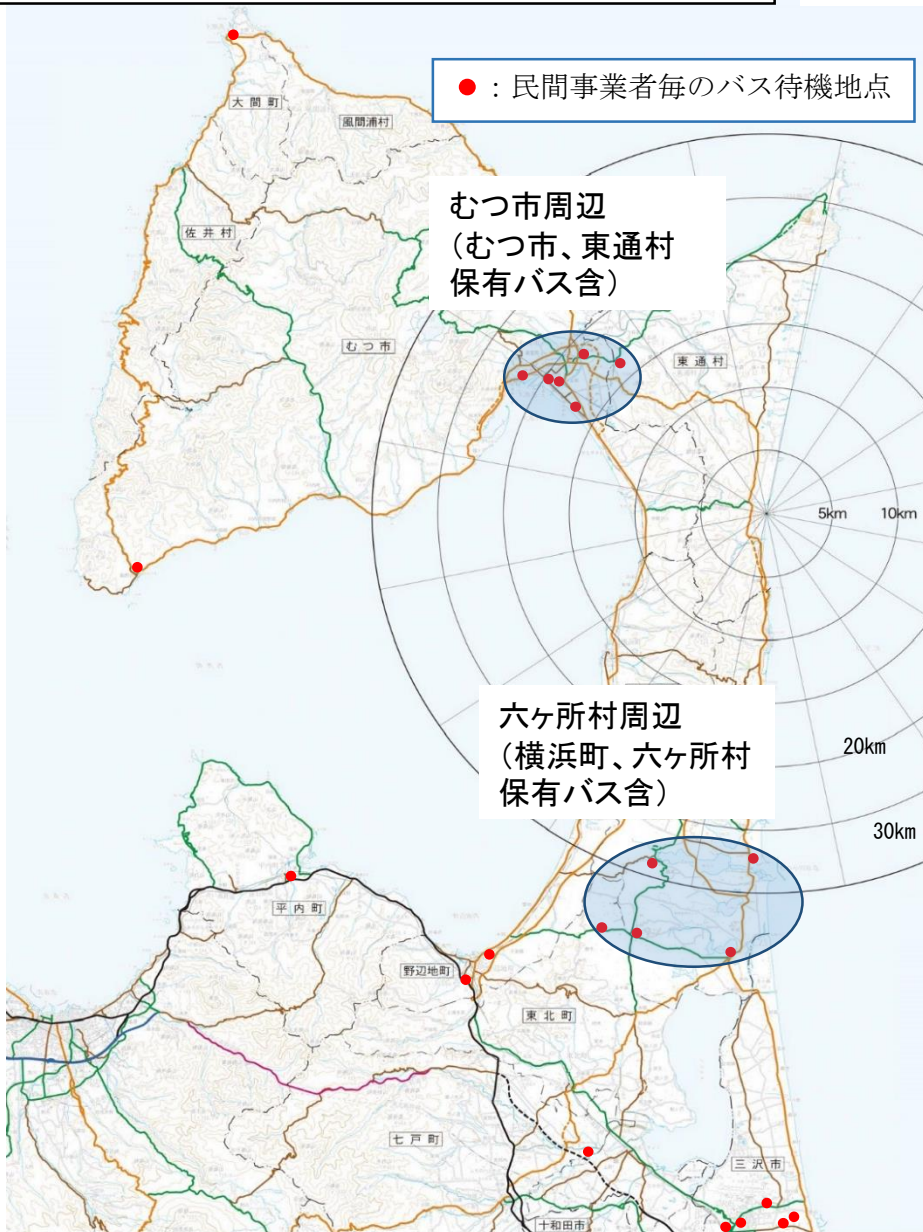 ●：民間事業者毎のバス待機地点
大間町
風間浦村
むつ市周辺
（むつ市、東通村
保有バス含）
佐井村
むつ市
東通村
5km
10km
六ヶ所村周辺
（横浜町、六ヶ所村
保有バス含）
20km
30km
平内町
野辺地町
東北町
七戸町
三沢市
十和田市